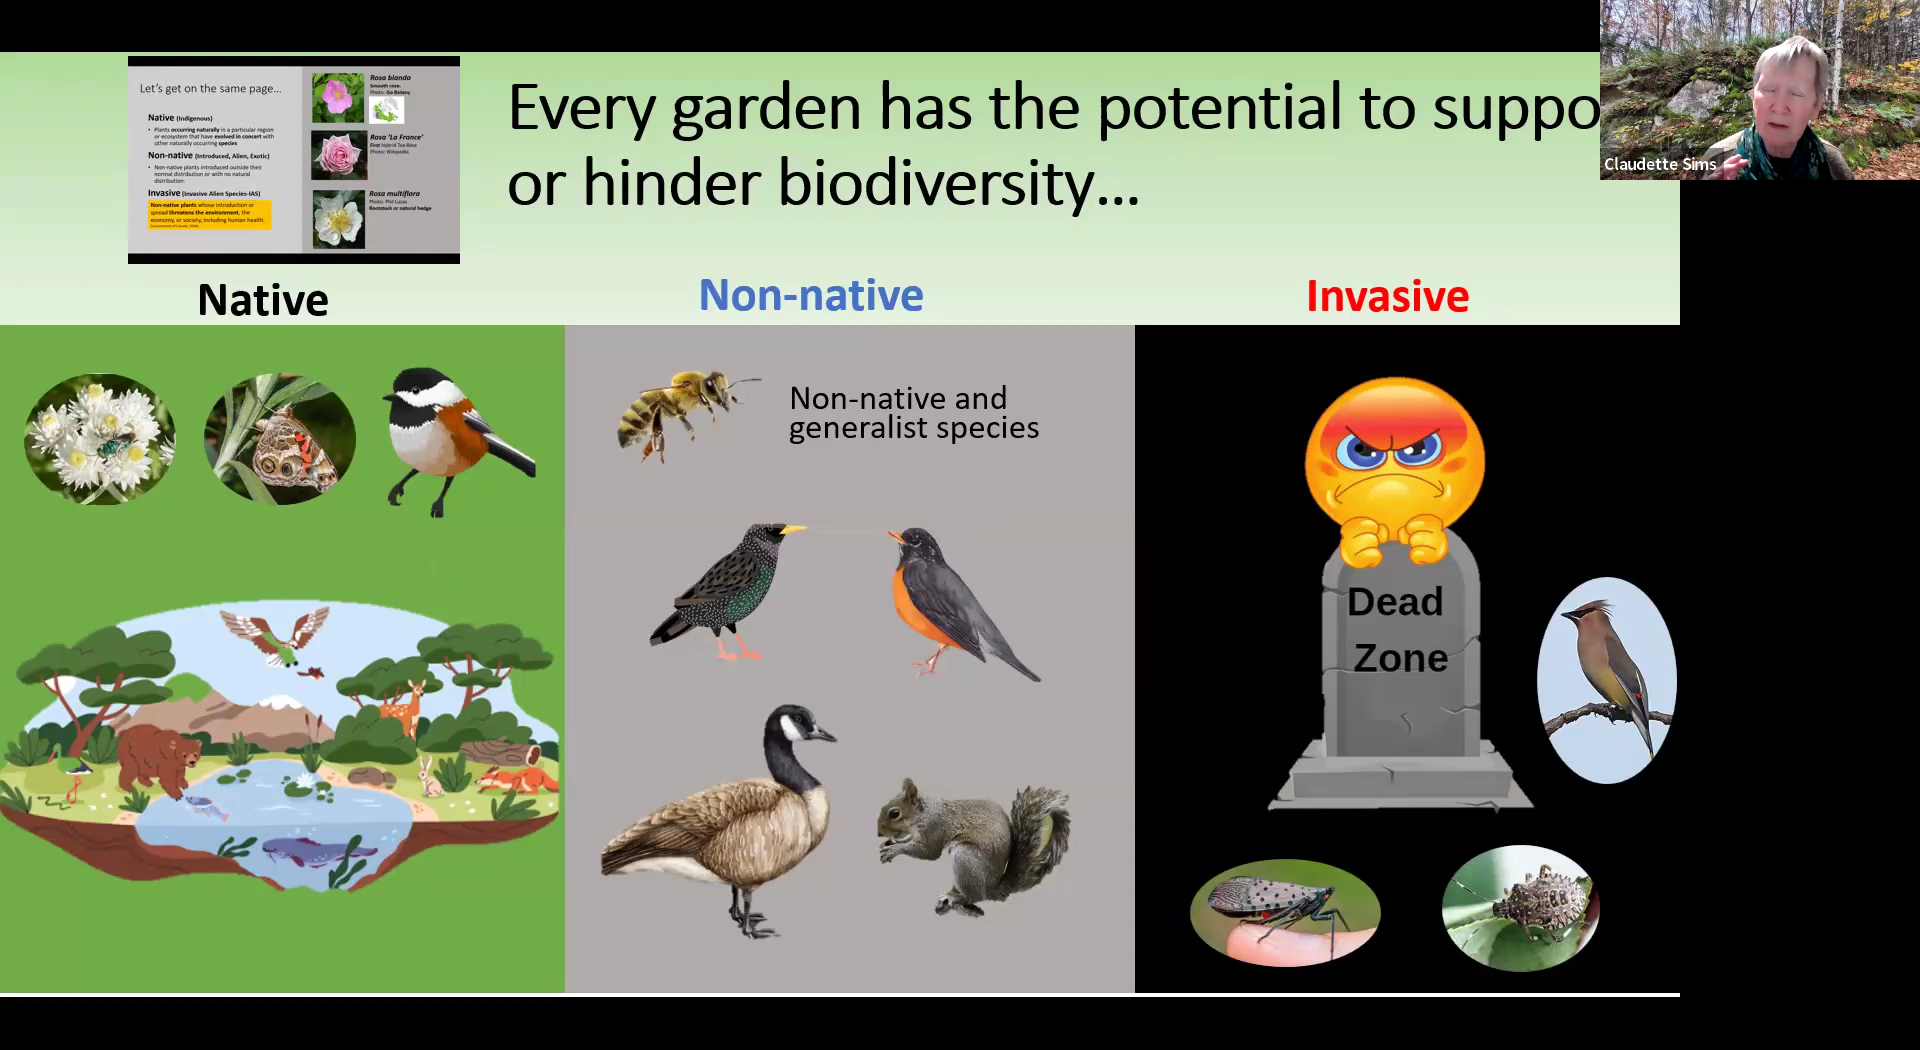 Let's get on the same page...
Native (Indigenous)
• Plants occurring naturally in a particular region
or ecosystem that have evolved in concert with
other naturally occurring species
Non-native (Introduced, Alien, Exotic)
• Non-native plants introduced outside their
normal distribution or with no natural
distribution.
Invasive (Invasive Alien Species-IAS)
Non-native plants whose introduction or
spread threatens the environment, the
economy, or society, including human health.
Rosa blanda
Smooth rose.
Photo: Go Botany
Rosa 'La France'
First Hybrid Tea Rose
Photo: Wikipedia
Rosa multiflora
Photo: Phil Lucas
Rootstock or natural hedge
Every garden has the potential to suppo
or hinder biodiversity...
Claudette Sims
Native
Non-native
Invasive
Non-native and
generalist species
Dead
Zone